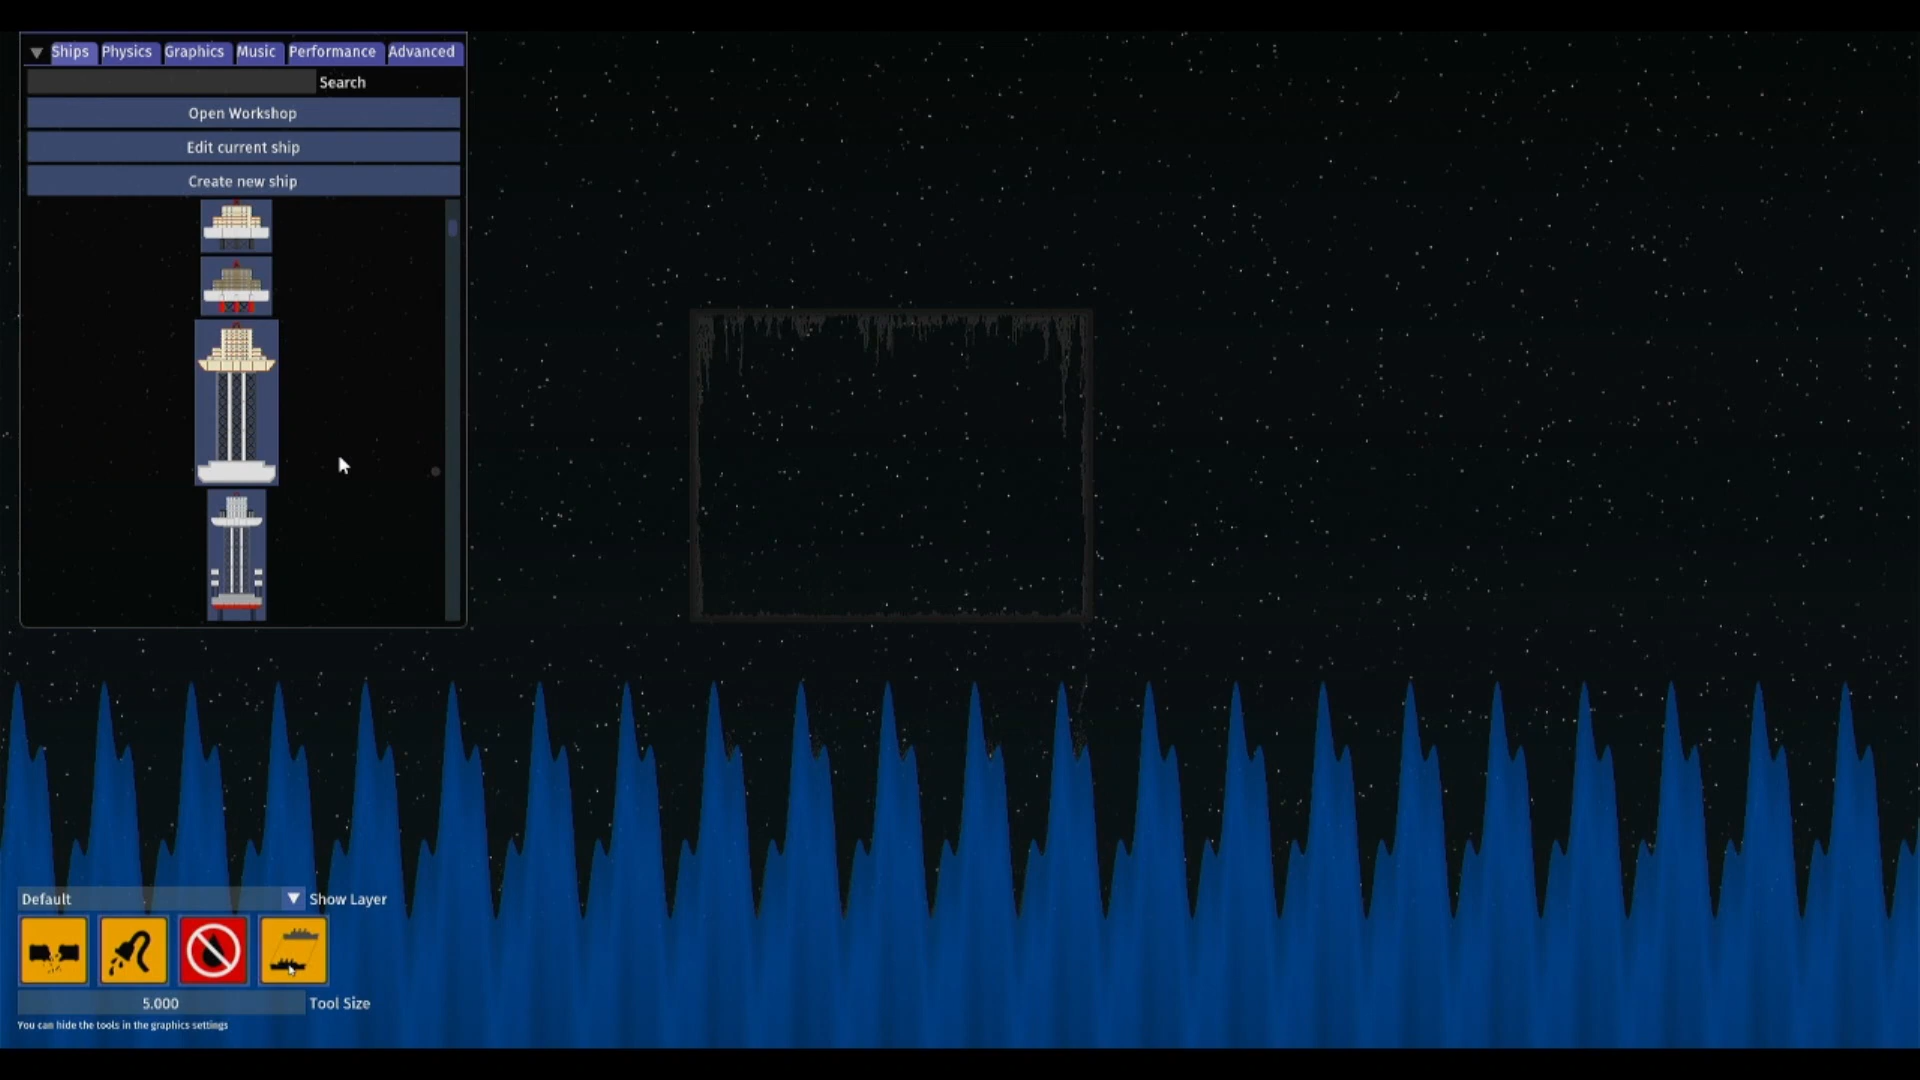 Ships Physics Graphics Music Performance Advanced
Search
Open Workshop
Edit current ship
Create new ship
Default Show Layer
5.000 Tool Size
You can hide the tools in the graphics settings